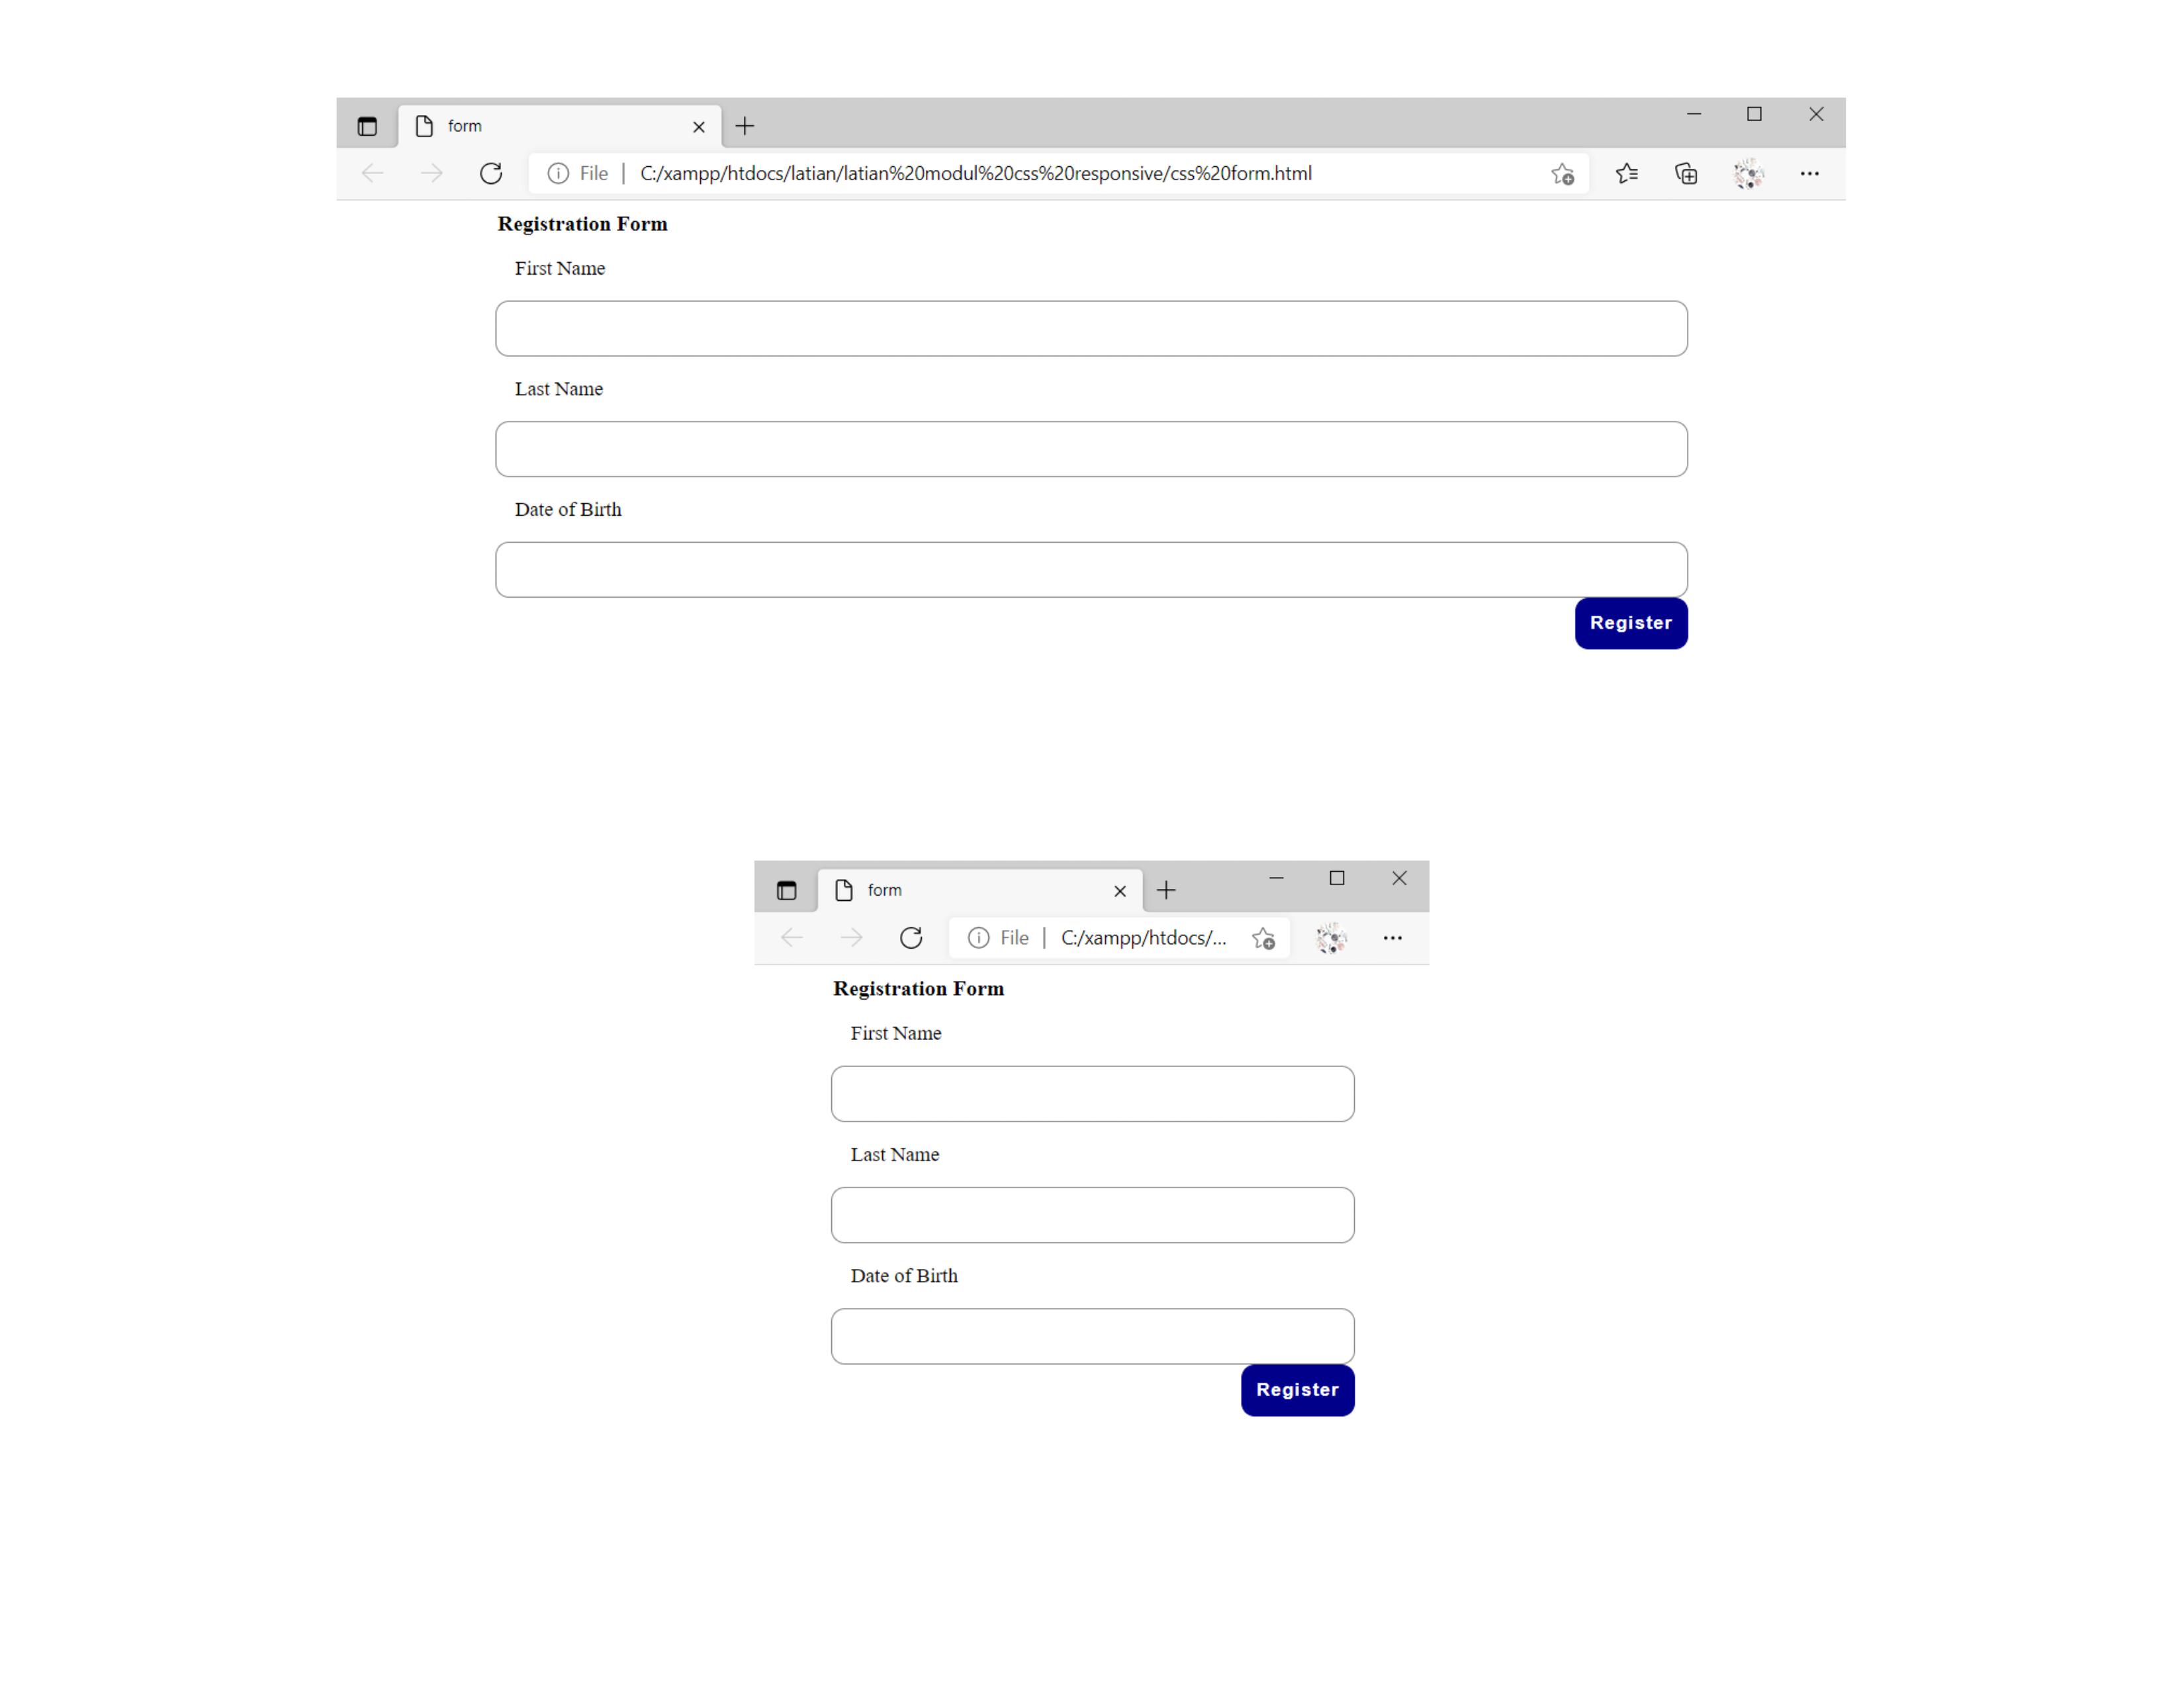 form
File | C:/xampp/htdocs/latian/latian%20modul%20css%20responsive/css%20form.html
Registration Form
First Name
Last Name
Date of Birth
Register
form
File | C:/xampp/htdocs/...
Registration Form
First Name
Last Name
Date of Birth
Register